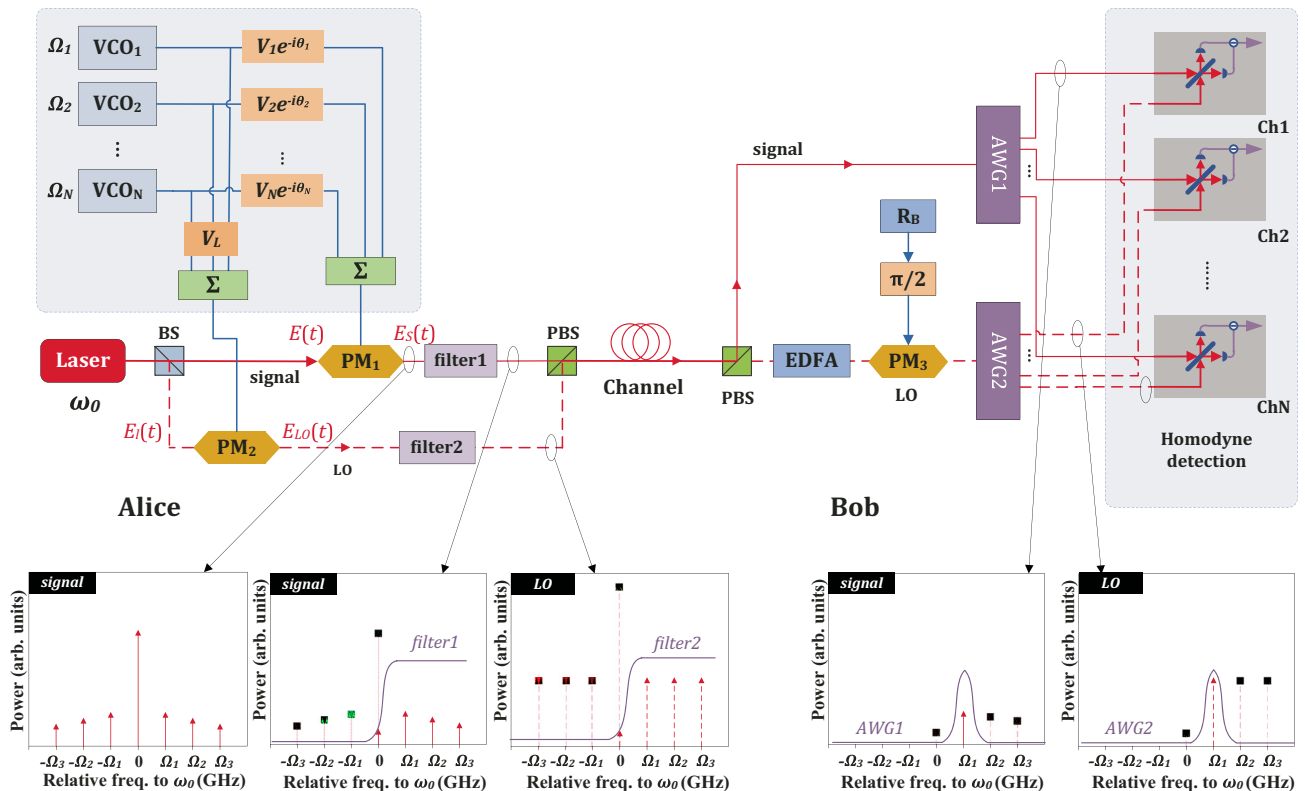 Ω1 VCO1 V1e-iθ1
Ω2 VCO2 V2e-iθ2
⋮ ⋮
ΩN VCON VNe-iθN
VL
Σ Σ
Laser
ω0
BS
signal
E(t)
PM1
ES(t)
filter1
PBS
Channel
El(t)
PM2
ELO(t)
LO
filter2
Alice
PBS
signal
RB
π/2
EDFA
PM3
LO
AWG1
AWG2
Ch1
Ch2
ChN
Homodyne
detection
Bob
signal
Power (arb. units)
-Ω3 -Ω2 -Ω1 0 Ω1 Ω2 Ω3
Relative freq. to ω0 (GHz)
signal
filter1
Power (arb. units)
-Ω3 -Ω2 -Ω1 0 Ω1 Ω2 Ω3
Relative freq. to ω0 (GHz)
LO
filter2
Power (arb. units)
-Ω3 -Ω2 -Ω1 0 Ω1 Ω2 Ω3
Relative freq. to ω0 (GHz)
signal
AWG1
Power (arb. units)
-Ω3 -Ω2 -Ω1 0 Ω1 Ω2 Ω3
Relative freq. to ω0 (GHz)
LO
AWG2
Power (arb. units)
-Ω3 -Ω2 -Ω1 0 Ω1 Ω2 Ω3
Relative freq. to ω0 (GHz)